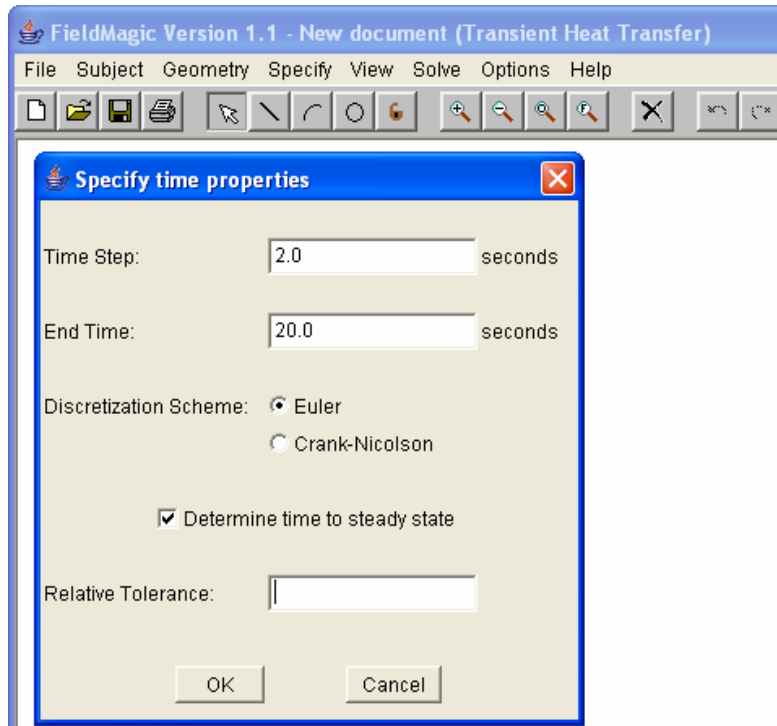 FieldMagic Version 1.1 - New document (Transient Heat Transfer)
File Subject Geometry Specify View Solve Options Help
Specify time properties
Time Step: 2.0 seconds
End Time: 20.0 seconds
Discretization Scheme: Euler
Crank-Nicolson
Determine time to steady state
Relative Tolerance:
OK Cancel